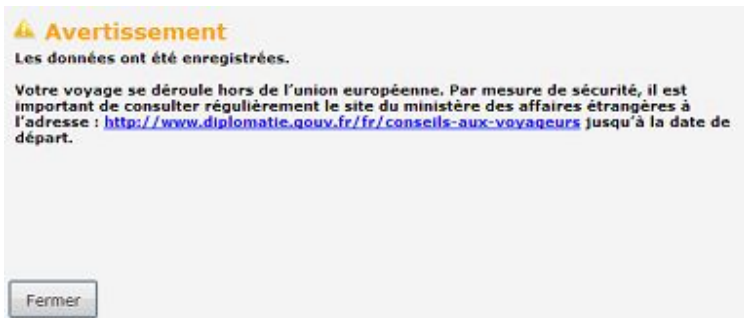 Avertissement
Les données ont été enregistrées.
Votre voyage se déroule hors de l'union européenne. Par mesure de sécurité, il est
important de consulter régulièrement le site du ministère des affaires étrangères à
l'adresse : http://www.diplomatie.gouv.fr/fr/conseils-aux-voyageurs jusqu'à la date de
départ.
Fermer